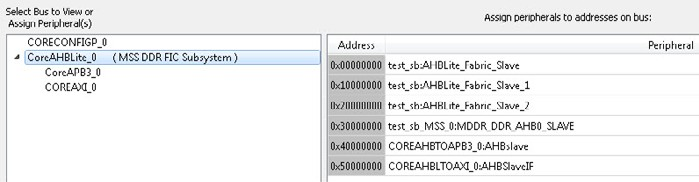 Select Bus to View or
Assign Peripheral(s)
CORECONFIGP_0
CoreAHBLite_0 ( MSS DDR FIC Subsystem )
CoreAPB3_0
COREAXI_0
Assign peripherals to addresses on bus:
Address Peripheral
0x00000000 test_sb:AHBLite_Fabric_Slave
0x10000000 test_sb:AHBLite_Fabric_Slave_1
0x20000000 test_sb:AHBLite_Fabric_Slave_2
0x30000000 test_sb_MSS_0:MDDR_DDR_AHB0_SLAVE
0x40000000 COREAHBTOAPB3_0:AHBslave
0x50000000 COREAHBLTOAXI_0:AHBSlaveIF